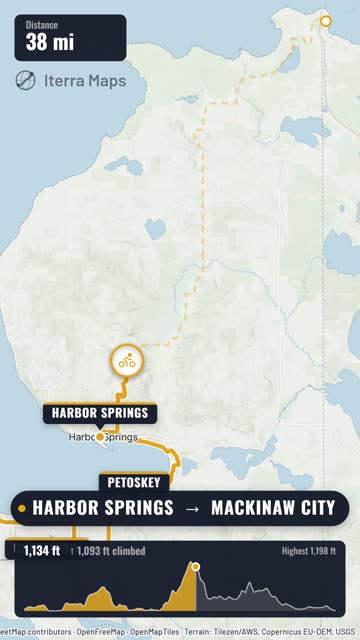 Distance
38 mi
Iterra Maps
HARBOR SPRINGS
Harbor Springs
PETOSKEY
HARBOR SPRINGS → MACKINAW CITY
1,134 ft ↑ 1,093 ft climbed
Highest 1,198 ft
eetMap contributors · OpenFreeMap · OpenMapTiles · Terrain: Tilezen/AWS, Copernicus EU-DEM, USGS